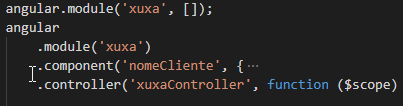 angular.module('xuxa', []);
angular
.module('xuxa')
.component('nomeCliente', {···
.controller('xuxaController', function ($scope)